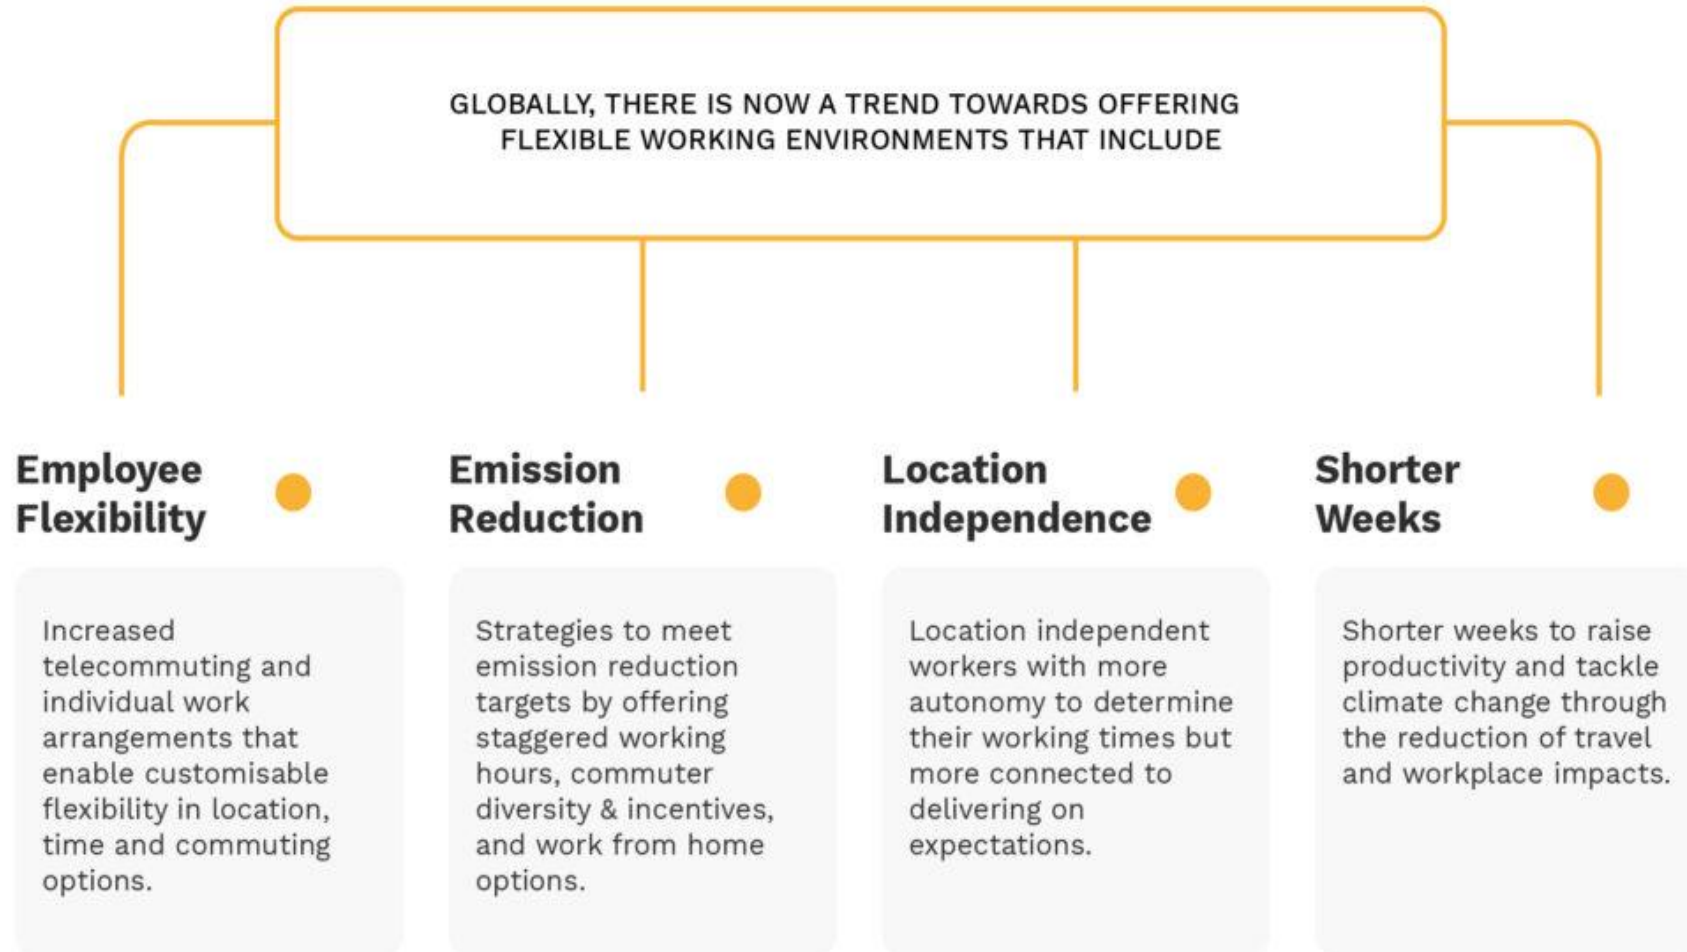 GLOBALLY, THERE IS NOW A TREND TOWARDS OFFERING
FLEXIBLE WORKING ENVIRONMENTS THAT INCLUDE
Employee
Flexibility
Increased
telecommuting and
individual work
arrangements that
enable customisable
flexibility in location,
time and commuting
options.
Emission
Reduction
Strategies to meet
emission reduction
targets by offering
staggered working
hours, commuter
diversity & incentives,
and work from home
options.
Location
Independence
Location independent
workers with more
autonomy to determine
their working times but
more connected to
delivering on
expectations.
Shorter
Weeks
Shorter weeks to raise
productivity and tackle
climate change through
the reduction of travel
and workplace impacts.